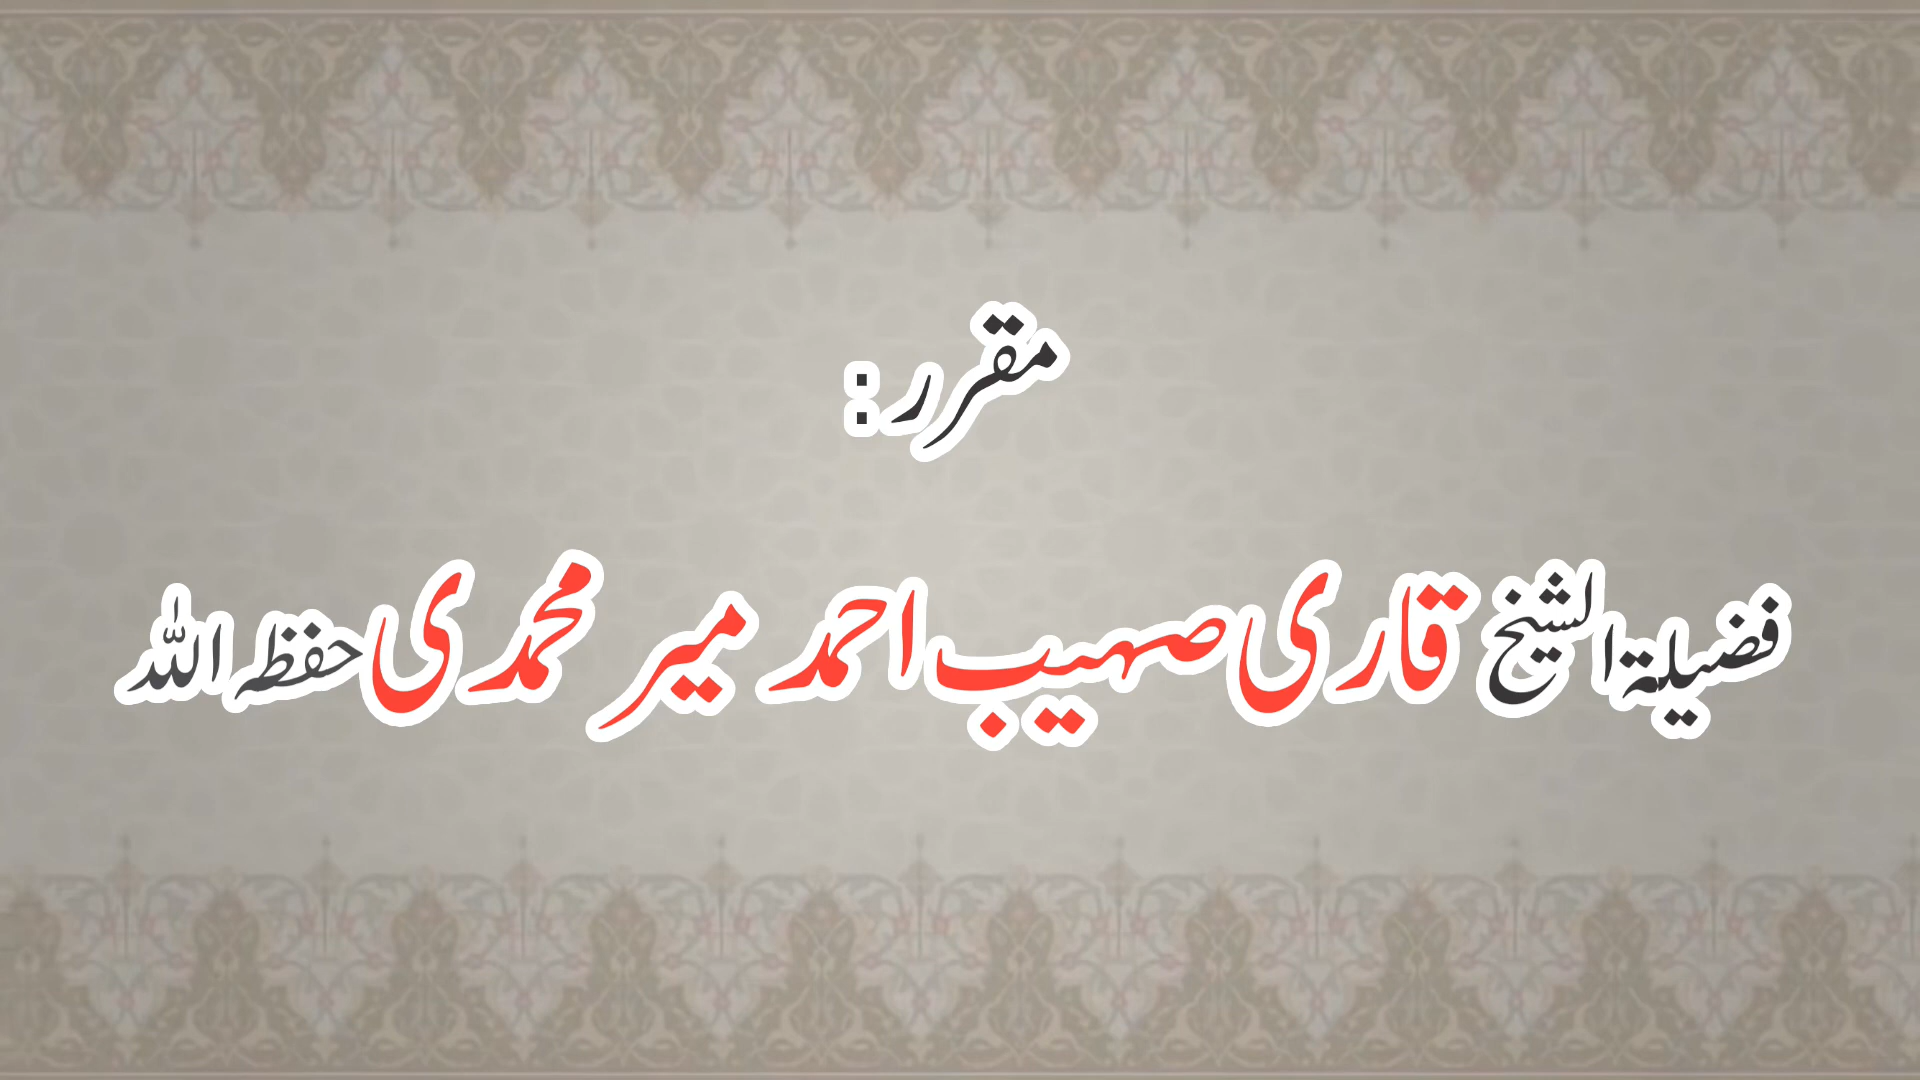 مقرر :
فضیلۃ الشیخ قاری صہیب احمد میر محمدی حفظہ اللہ